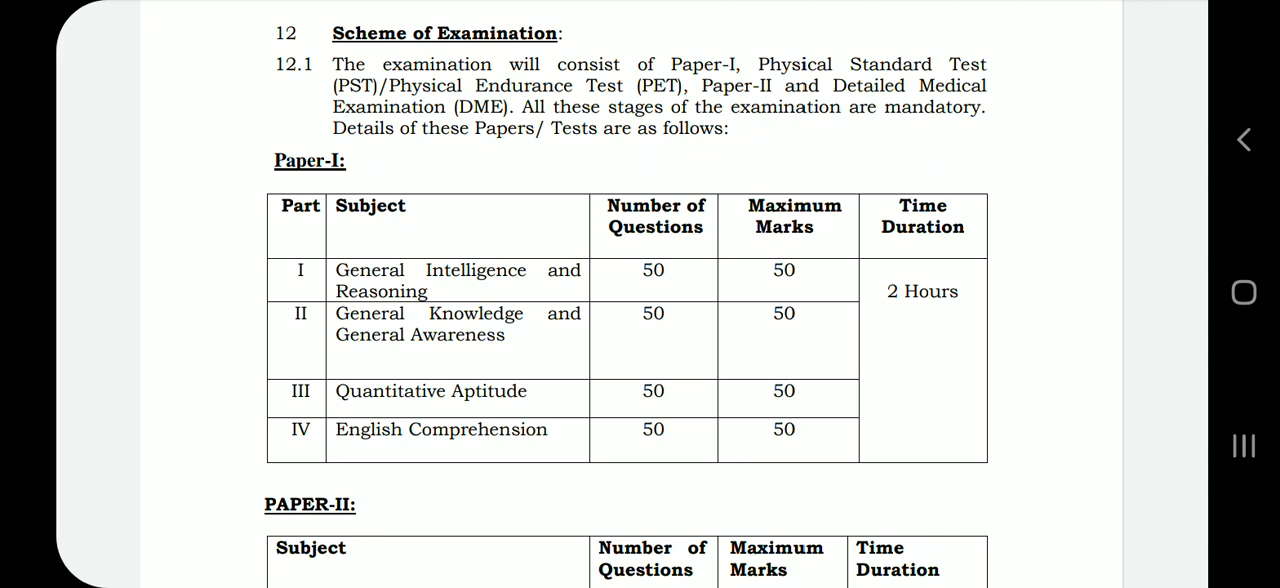 12 Scheme of Examination:
12.1 The examination will consist of Paper-I, Physical Standard Test
(PST)/Physical Endurance Test (PET), Paper-II and Detailed Medical
Examination (DME). All these stages of the examination are mandatory.
Details of these Papers/ Tests are as follows:
Paper-I:
Part Subject Number of Questions Maximum Marks Time Duration
I General Intelligence and Reasoning 50 50 2 Hours
II General Knowledge and General Awareness 50 50
III Quantitative Aptitude 50 50
IV English Comprehension 50 50
PAPER-II:
Subject Number of Questions Maximum Marks Time Duration